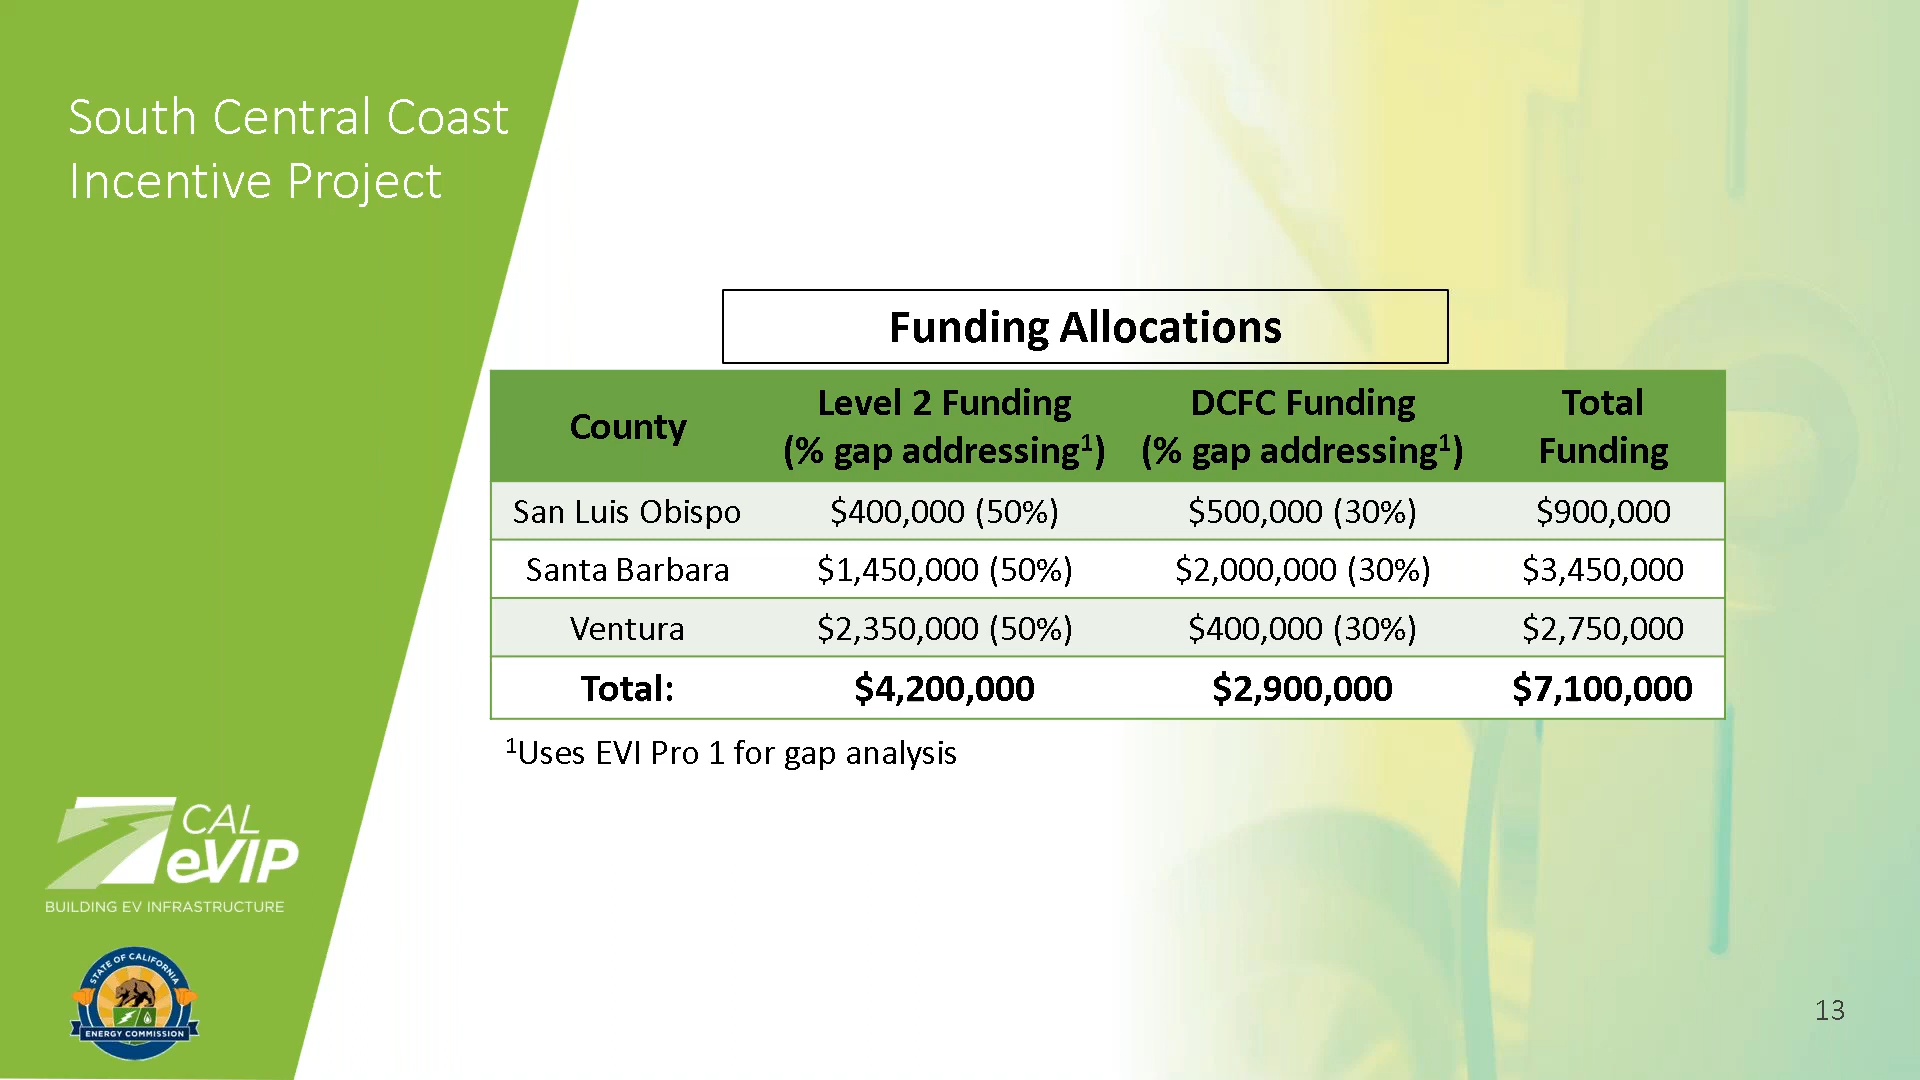 South Central Coast
Incentive Project
Funding Allocations
County
Level 2 Funding
(% gap addressing¹)
DCFC Funding
(% gap addressing¹)
Total
Funding
San Luis Obispo $400,000 (50%) $500,000 (30%) $900,000
Santa Barbara $1,450,000 (50%) $2,000,000 (30%) $3,450,000
Ventura $2,350,000 (50%) $400,000 (30%) $2,750,000
Total: $4,200,000 $2,900,000 $7,100,000
¹Uses EVI Pro 1 for gap analysis
CAL
eVIP
BUILDING EV INFRASTRUCTURE
STATE OF CALIFORNIA
ENERGY COMMISSION
13